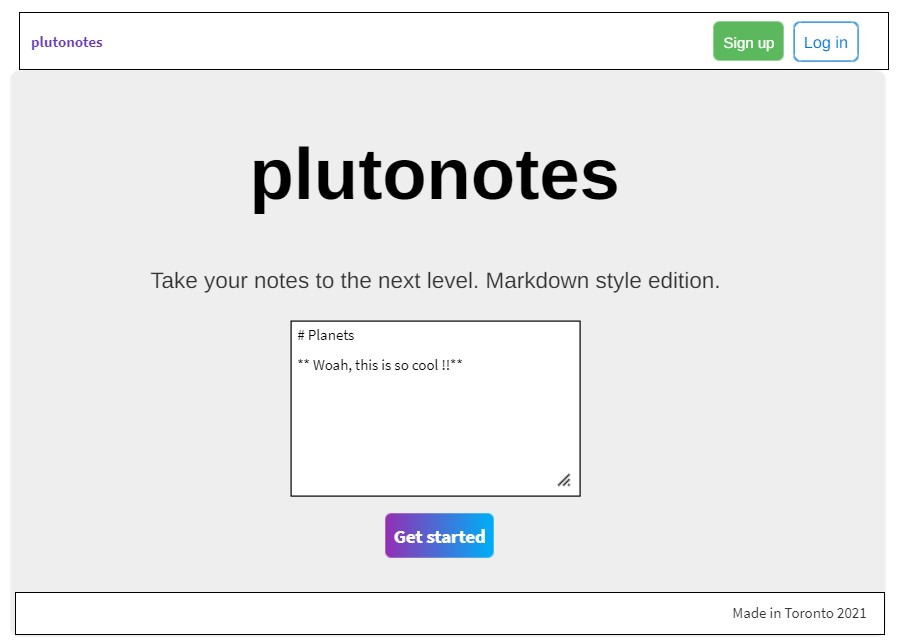 plutonotes
Sign up
Log in
plutonotes
Take your notes to the next level. Markdown style edition.
# Planets
** Woah, this is so cool !!**
Get started
Made in Toronto 2021